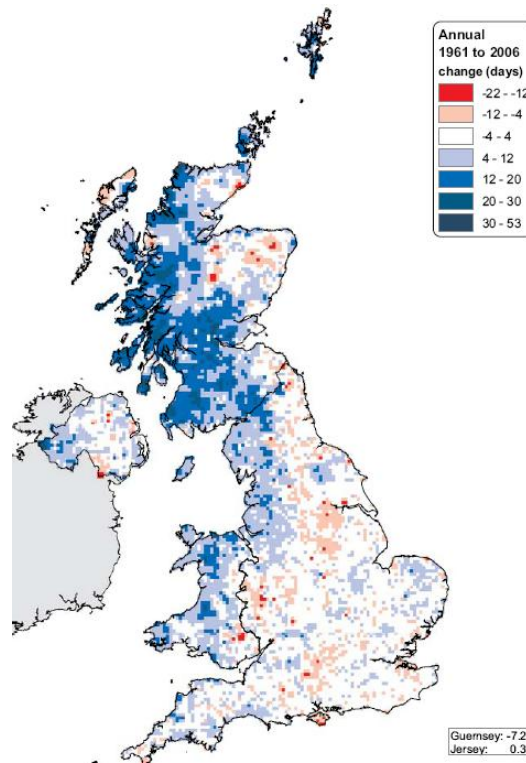 Annual
1961 to 2006
change (days)
-22 - -12
-12 - -4
-4 - 4
4 - 12
12 - 20
20 - 30
30 - 53
Guernsey: -7.2
Jersey: 0.3